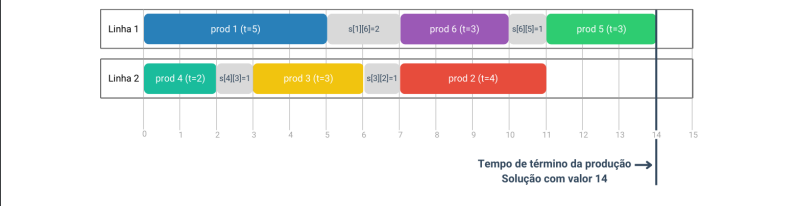 Linha 1 prod 1 (t=5) s[1][6]=2 prod 6 (t=3) s[6][5]=1 prod 5 (t=3)
Linha 2 prod 4 (t=2) s[4][3]=1 prod 3 (t=3) s[3][2]=1 prod 2 (t=4)
0 1 2 3 4 5 6 7 8 9 10 11 12 13 14 15
Tempo de término da produção
Solução com valor 14